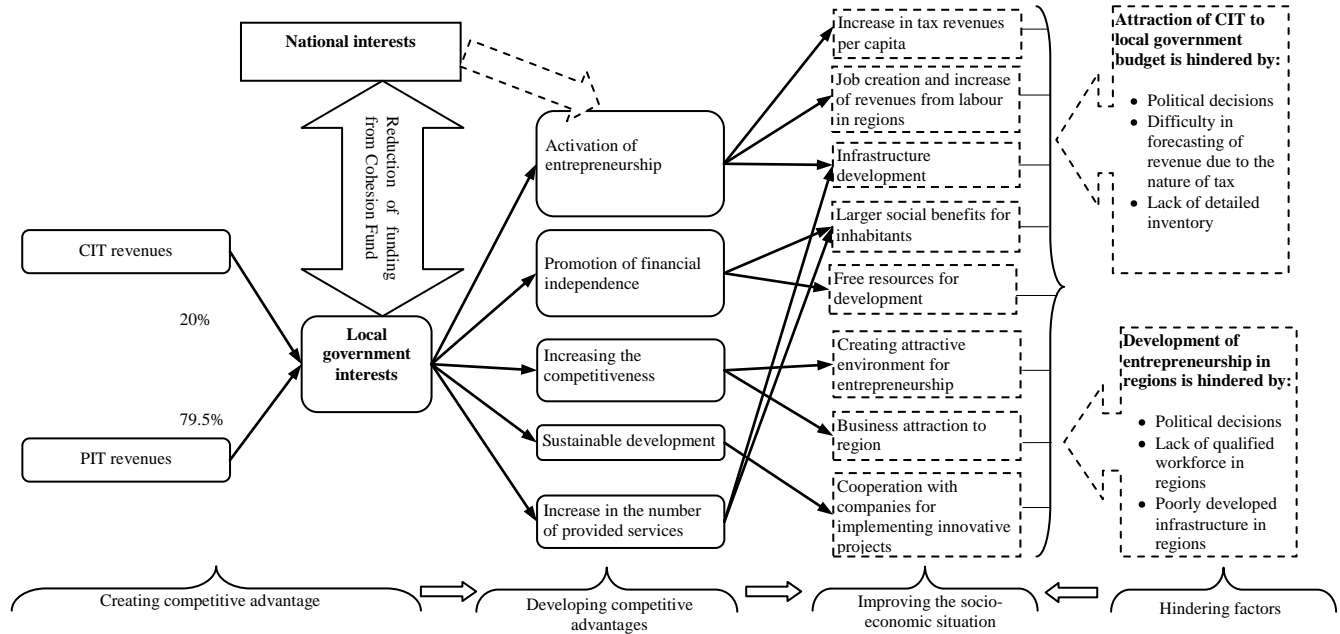 National interests
Reduction of funding
from Cohesion Fund
CIT revenues
20%
79.5%
PIT revenues
Local
government
interests
Activation of
entrepreneurship
Promotion of financial
independence
Increasing the
competitiveness
Sustainable development
Increase in the number
of provided services
Increase in tax revenues
per capita
Job creation and increase
of revenues from labour
in regions
Infrastructure
development
Larger social benefits for
inhabitants
Free resources for
development
Creating attractive
environment for
entrepreneurship
Business attraction to
region
Cooperation with
companies for
implementing innovative
projects
Attraction of CIT to
local government
budget is hindered by:
• Political decisions
• Difficulty in
forecasting of
revenue due to the
nature of tax
• Lack of detailed
inventory
Development of
entrepreneurship in
regions is hindered by:
• Political decisions
• Lack of qualified
workforce in
regions
• Poorly developed
infrastructure in
regions
Creating competitive advantage
Developing competitive
advantages
Improving the socio-
economic situation
Hindering factors